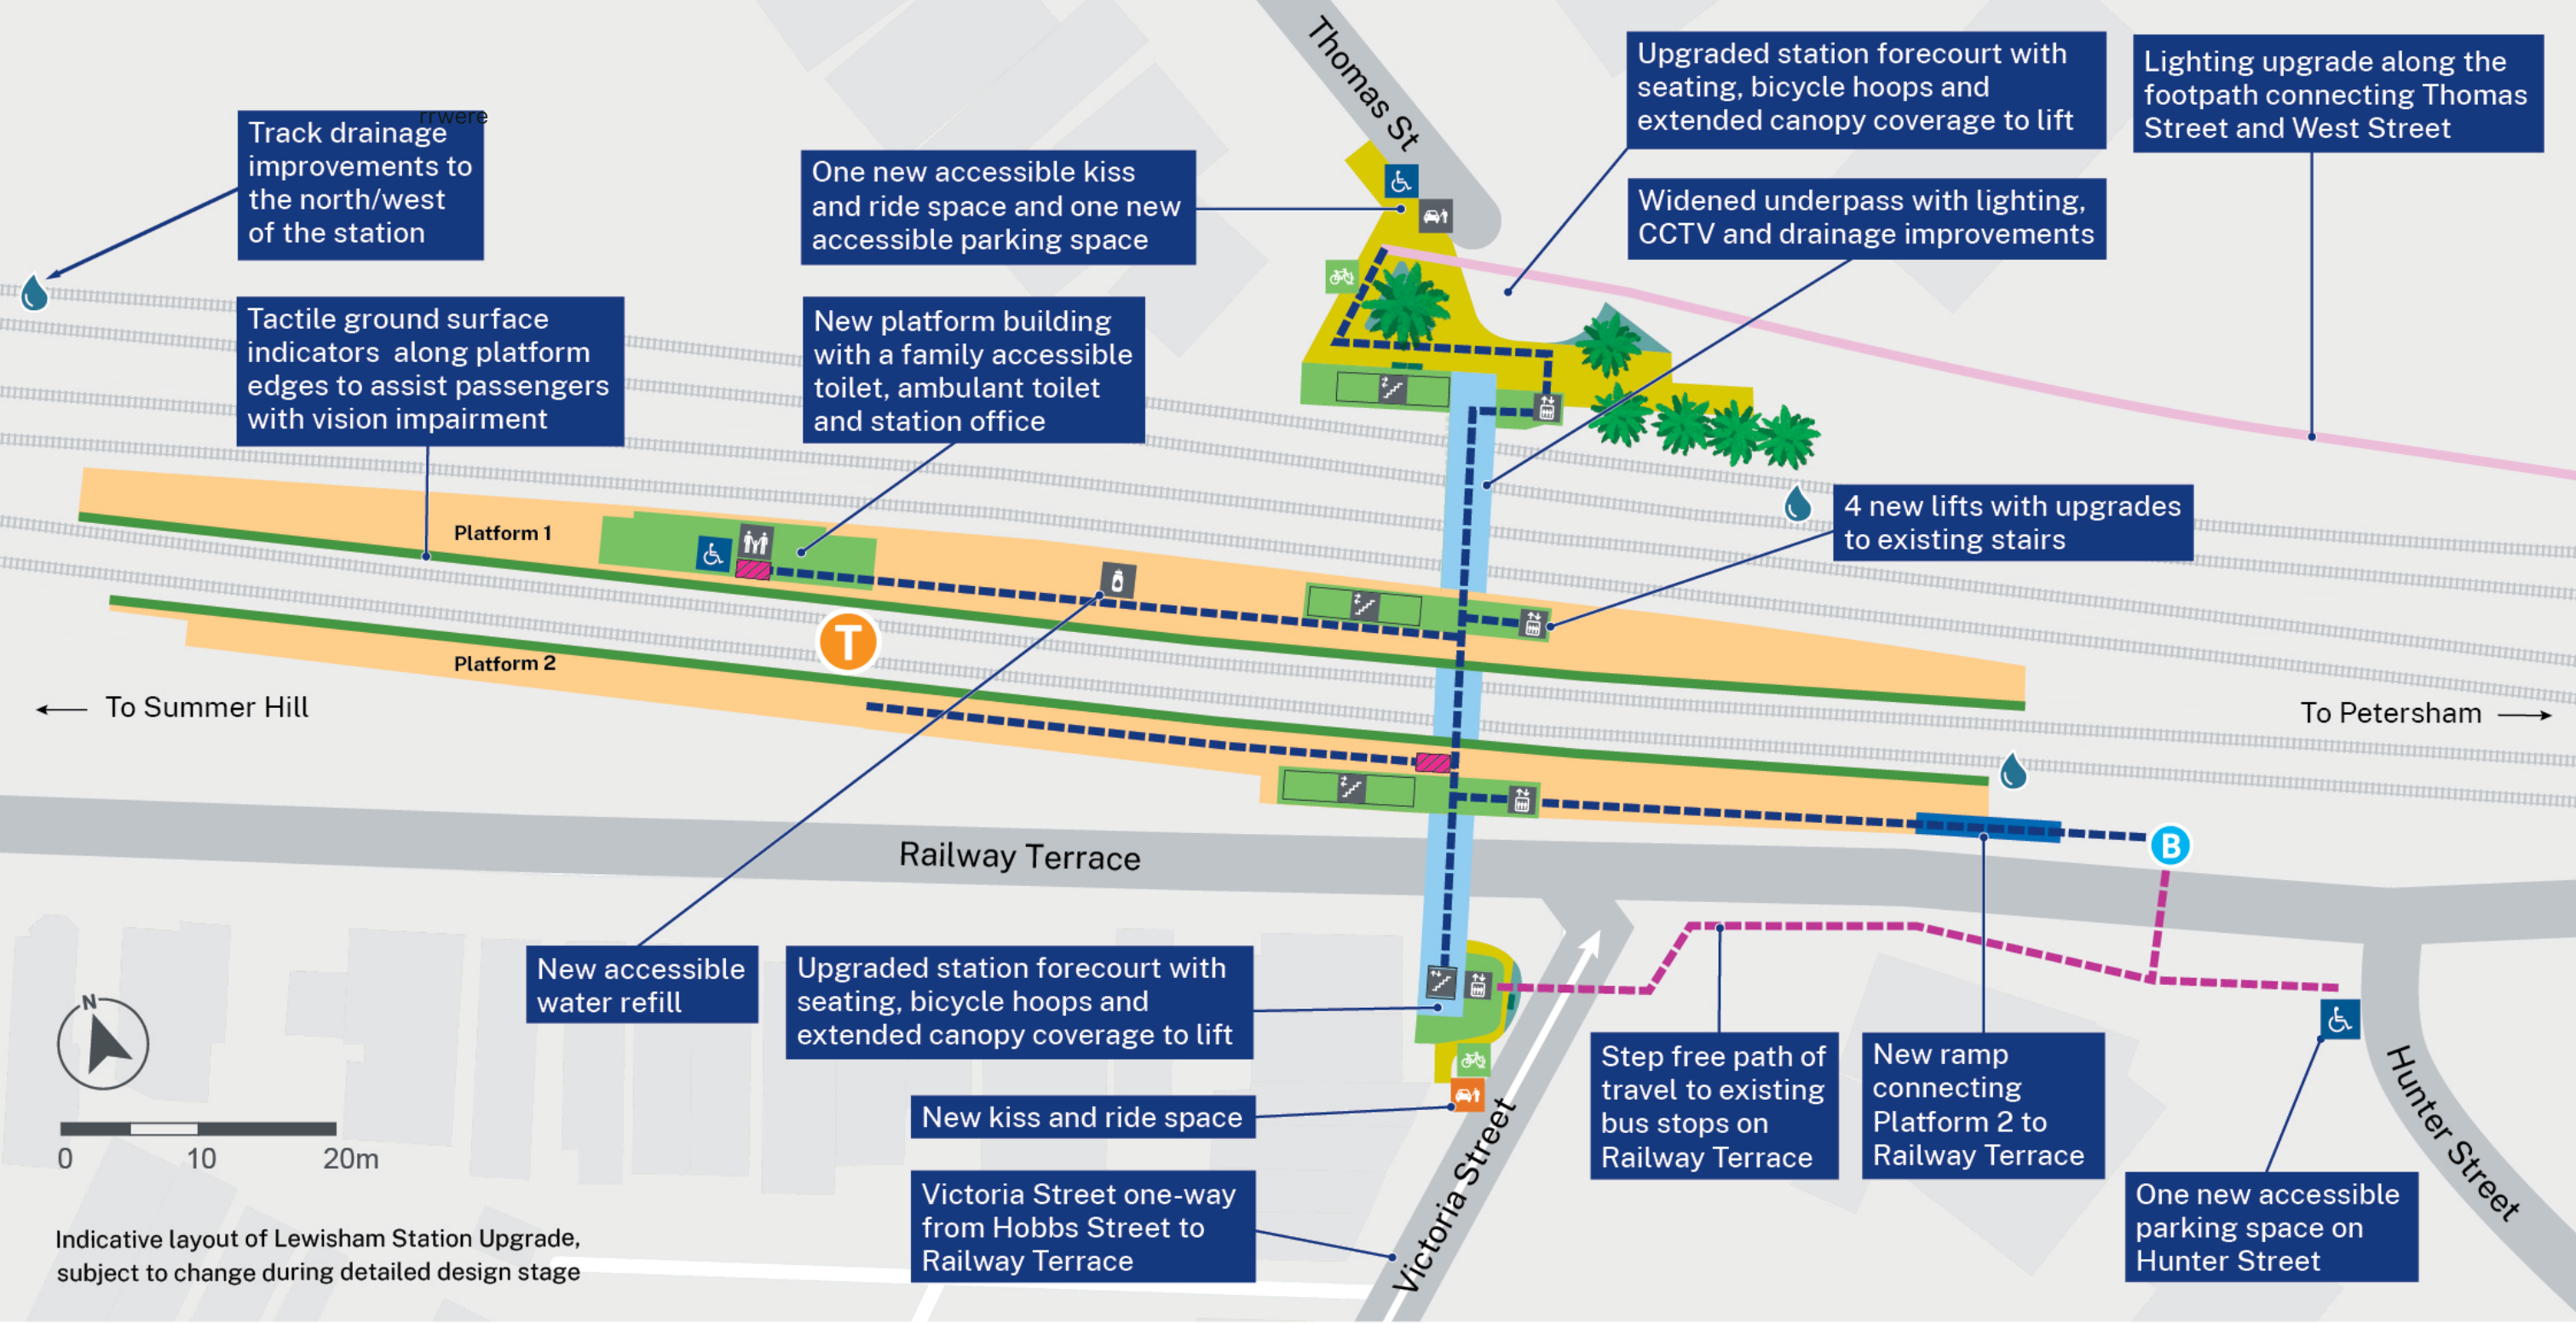 Thomas St
Upgraded station forecourt with
seating, bicycle hoops and
extended canopy coverage to lift
Lighting upgrade along the
footpath connecting Thomas
Street and West Street
rrwere
Track drainage
improvements to
the north/west
of the station
One new accessible kiss
and ride space and one new
accessible parking space
Widened underpass with lighting,
CCTV and drainage improvements
Tactile ground surface
indicators along platform
edges to assist passengers
with vision impairment
New platform building
with a family accessible
toilet, ambulant toilet
and station office
4 new lifts with upgrades
to existing stairs
Platform 1
T
Platform 2
To Summer Hill
To Petersham
Railway Terrace
B
New accessible
water refill
Upgraded station forecourt with
seating, bicycle hoops and
extended canopy coverage to lift
New kiss and ride space
Victoria Street one-way
from Hobbs Street to
Railway Terrace
Victoria Street
Step free path of
travel to existing
bus stops on
Railway Terrace
New ramp
connecting
Platform 2 to
Railway Terrace
One new accessible
parking space on
Hunter Street
Hunter Street
N
0 10 20m
Indicative layout of Lewisham Station Upgrade,
subject to change during detailed design stage